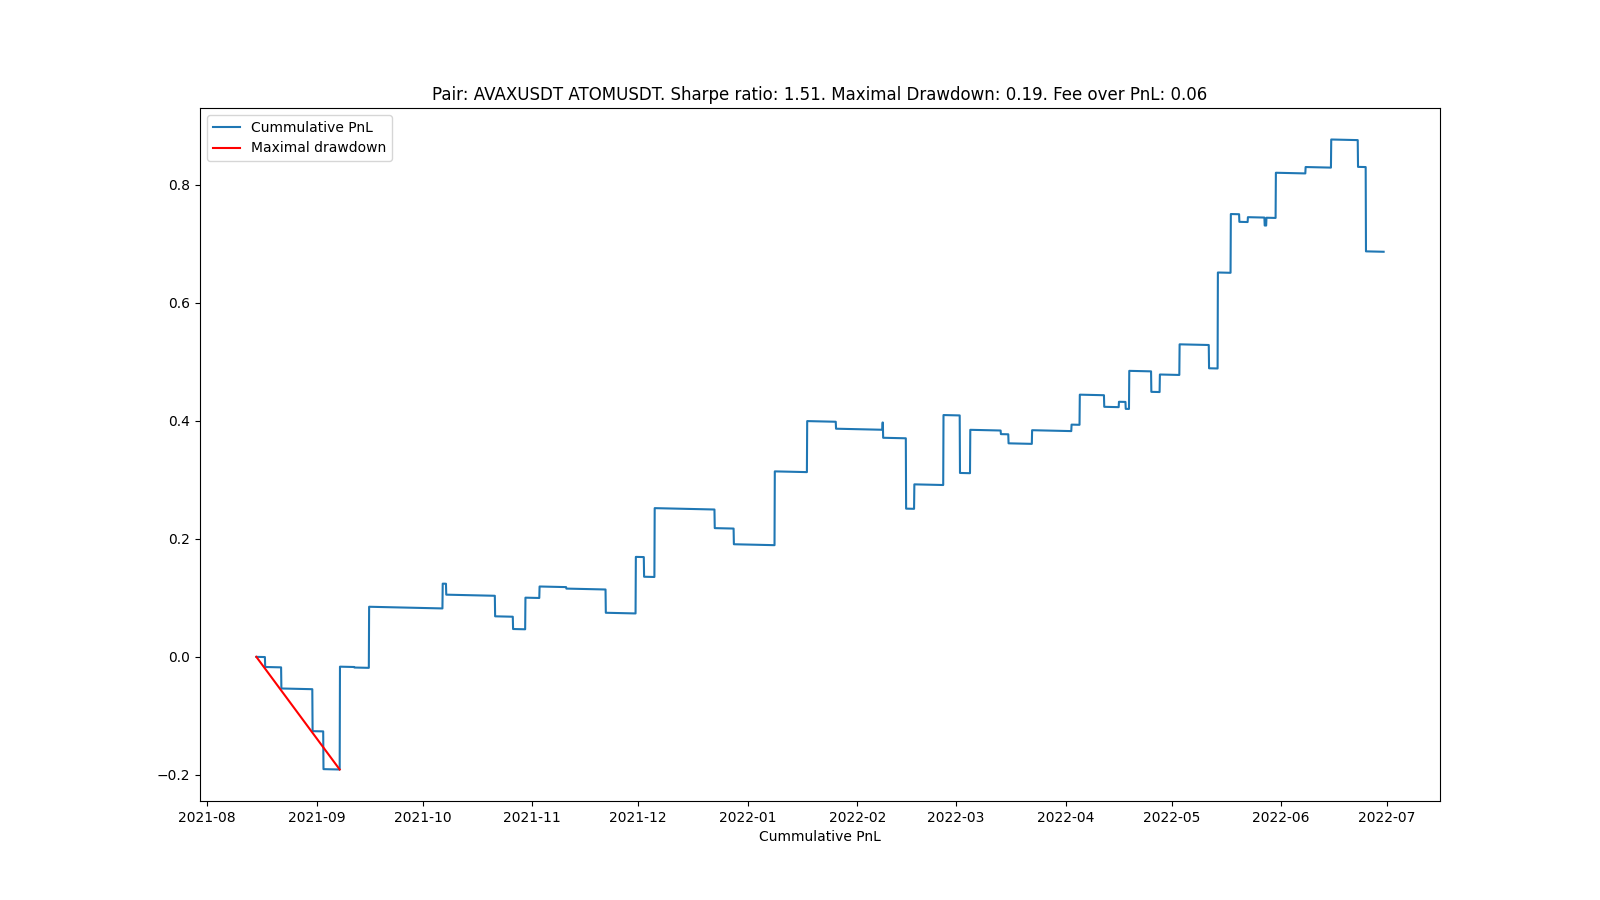 Pair: AVAXUSDT ATOMUSDT. Sharpe ratio: 1.51. Maximal Drawdown: 0.19. Fee over PnL: 0.06
Cummulative PnL
Maximal drawdown
0.8
0.6
0.4
0.2
0.0
−0.2
2021-08 2021-09 2021-10 2021-11 2021-12 2022-01 2022-02 2022-03 2022-04 2022-05 2022-06 2022-07
Cummulative PnL